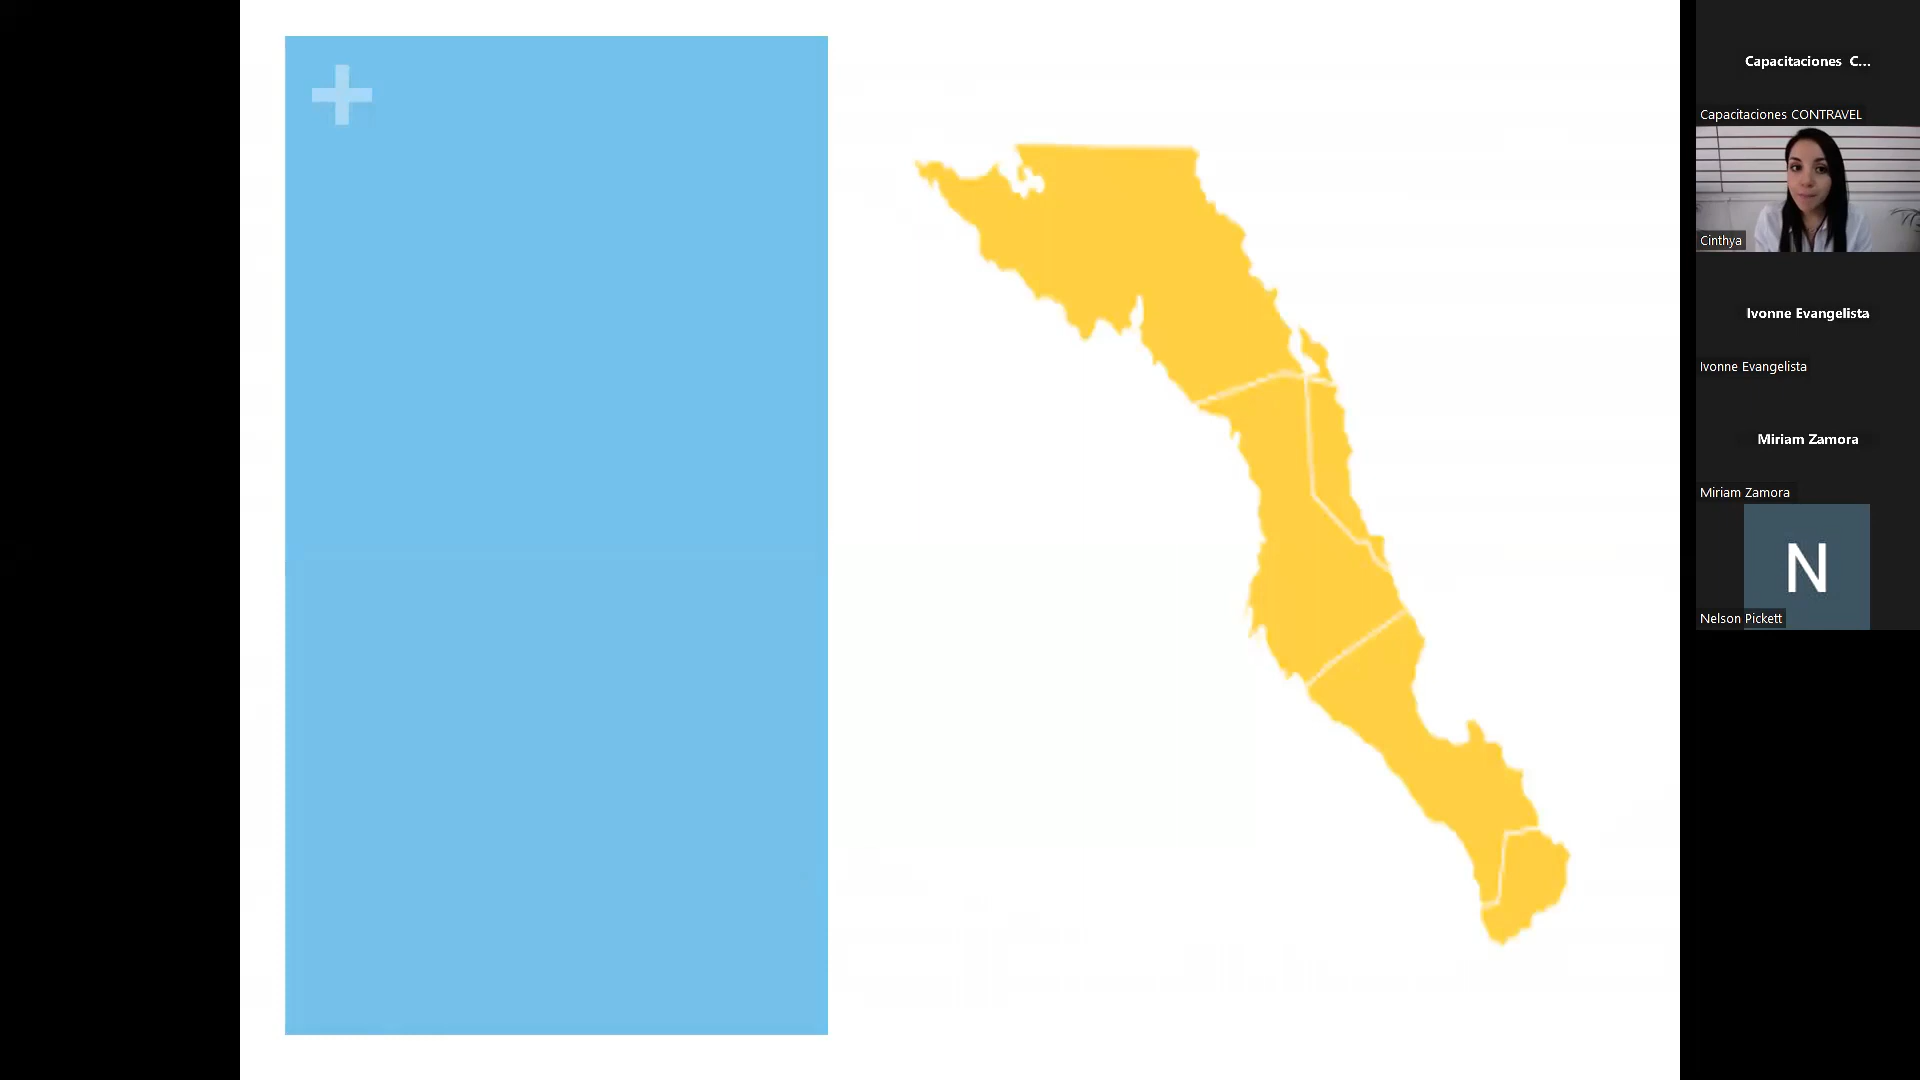 Capacitaciones C...
Capacitaciones CONTRAVEL
Cinthya
Ivonne Evangelista
Ivonne Evangelista
Miriam Zamora
Miriam Zamora
N
Nelson Pickett